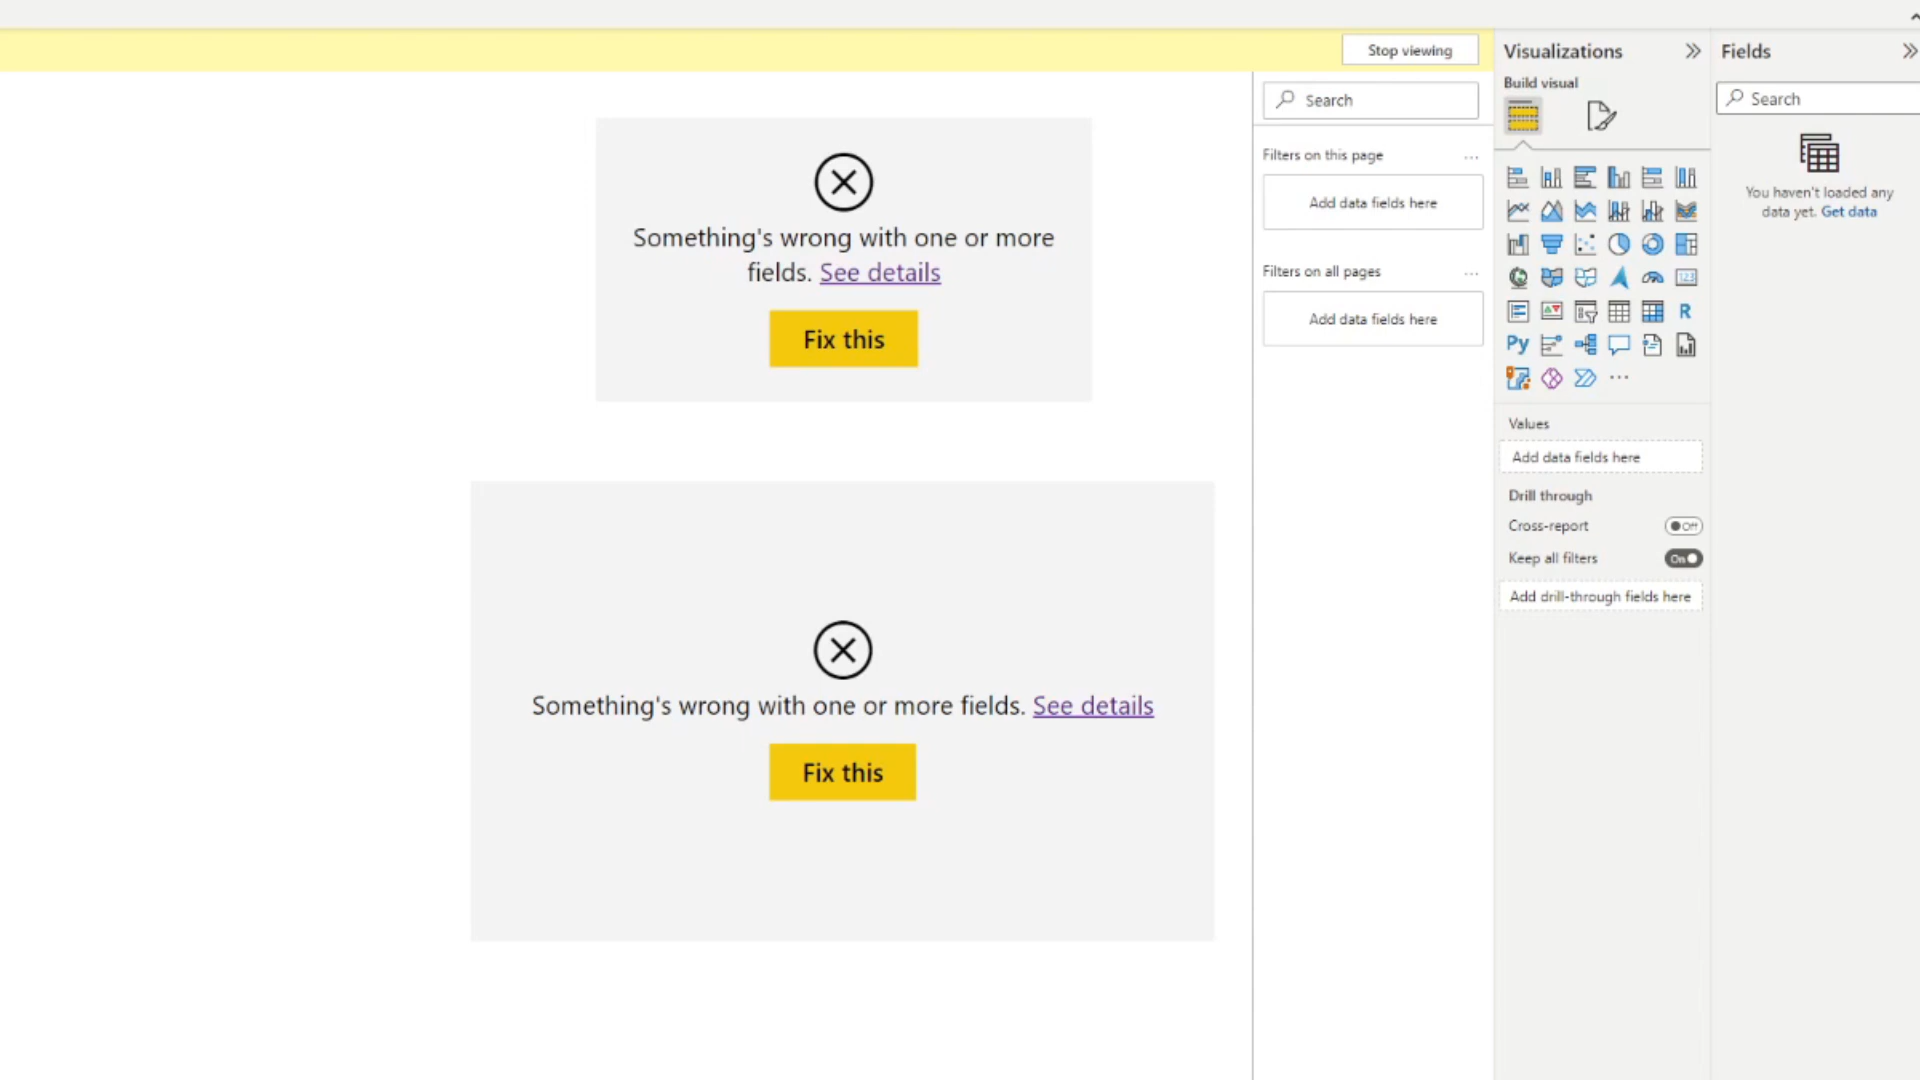 Stop viewing
Something's wrong with one or more
fields. See details
Fix this
Something's wrong with one or more fields. See details
Fix this
Search
Filters on this page
...
Add data fields here
Filters on all pages
...
Add data fields here
Visualizations
Build visual
123
R
Py
...
Values
Add data fields here
Drill through
Cross-report
Off
Keep all filters
On
Add drill-through fields here
Fields
Search
You haven't loaded any
data yet. Get data